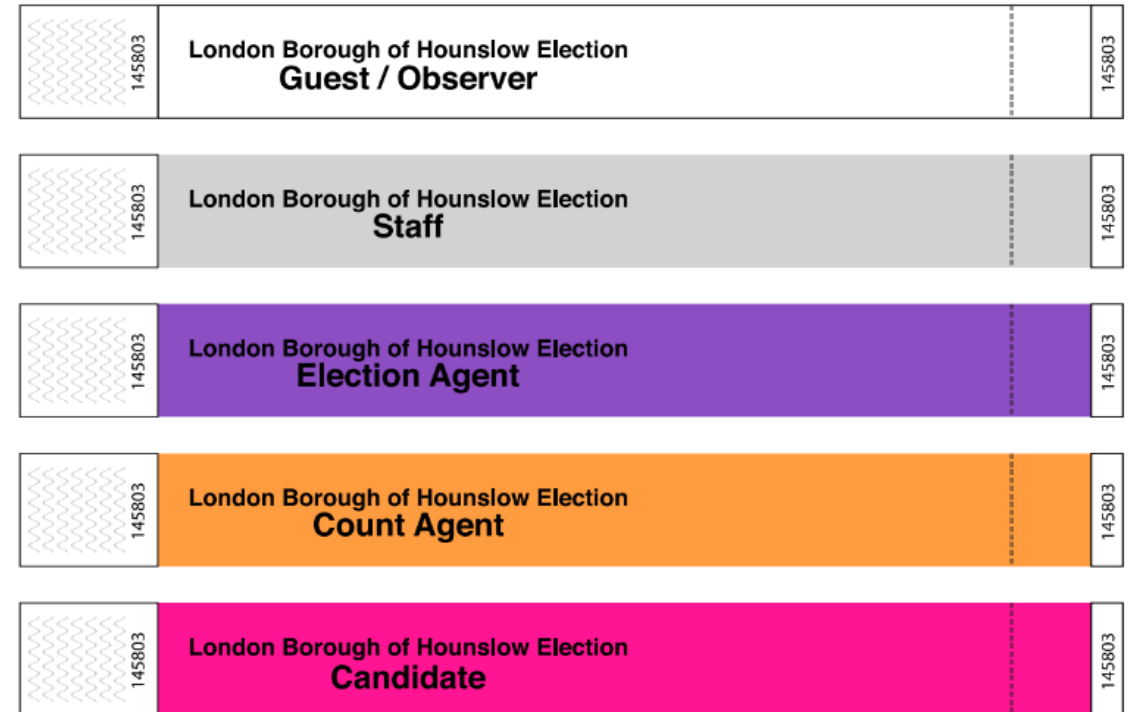 145803
London Borough of Hounslow Election
Guest / Observer
145803
145803
London Borough of Hounslow Election
Staff
145803
145803
London Borough of Hounslow Election
Election Agent
145803
145803
London Borough of Hounslow Election
Count Agent
145803
145803
London Borough of Hounslow Election
Candidate
145803